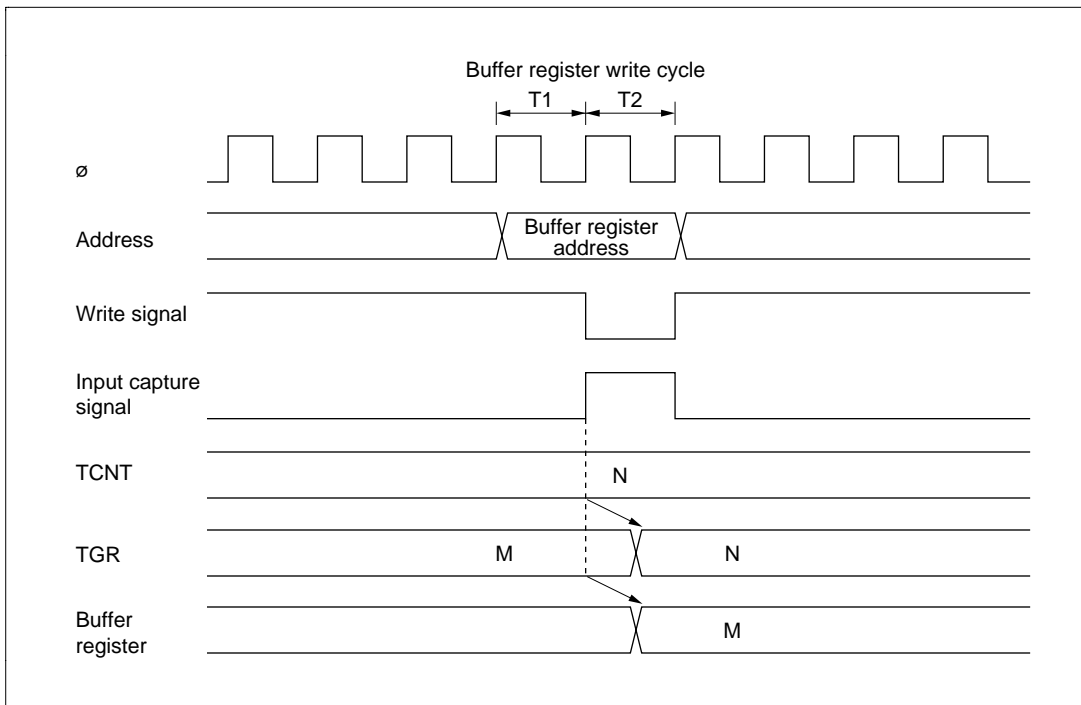 Buffer register write cycle
T1 T2
ø
Address
Buffer register
address
Write signal
Input capture
signal
TCNT
N
TGR
M
N
Buffer
register
M